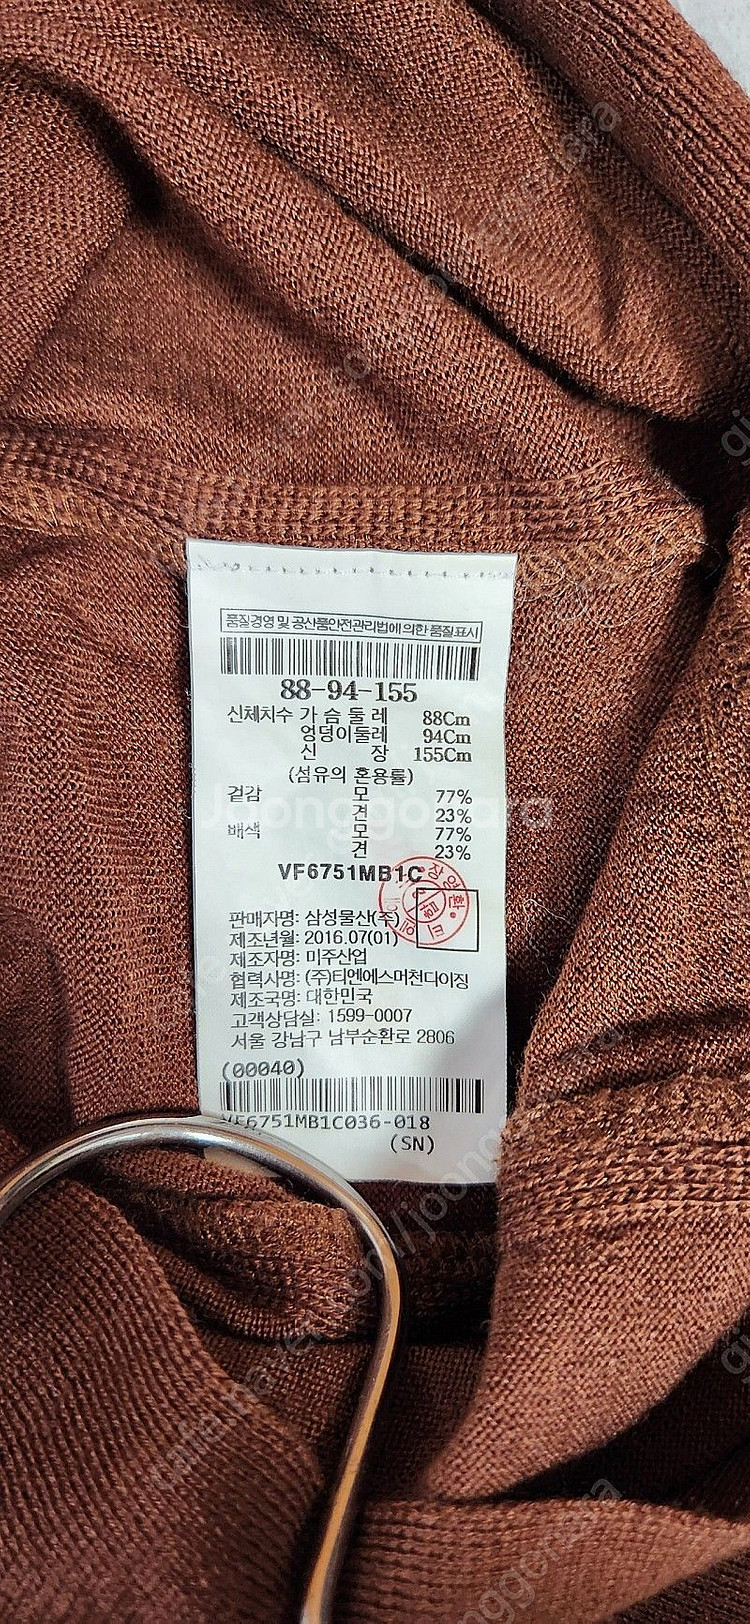 품질경영 및 공산품안전관리법에 의한 품질표시
88-94-155
신체치수 가슴둘레 88Cm
엉덩이둘레 94Cm
신 장 155Cm
(섬유의 혼용률)
겉감 모 77%
견 23%
배색 모 77%
견 23%
VF6751MB1C
판매자명: 삼성물산(주)
제조년월: 2016.07(01)
제조자명: 미주산업
협력사명: (주)티엔에스머천다이징
제조국명: 대한민국
고객상담실: 1599-0007
서울 강남구 남부순환로 2806
(00040)
VF6751MB1C036-018
(SN)
Joonggonara